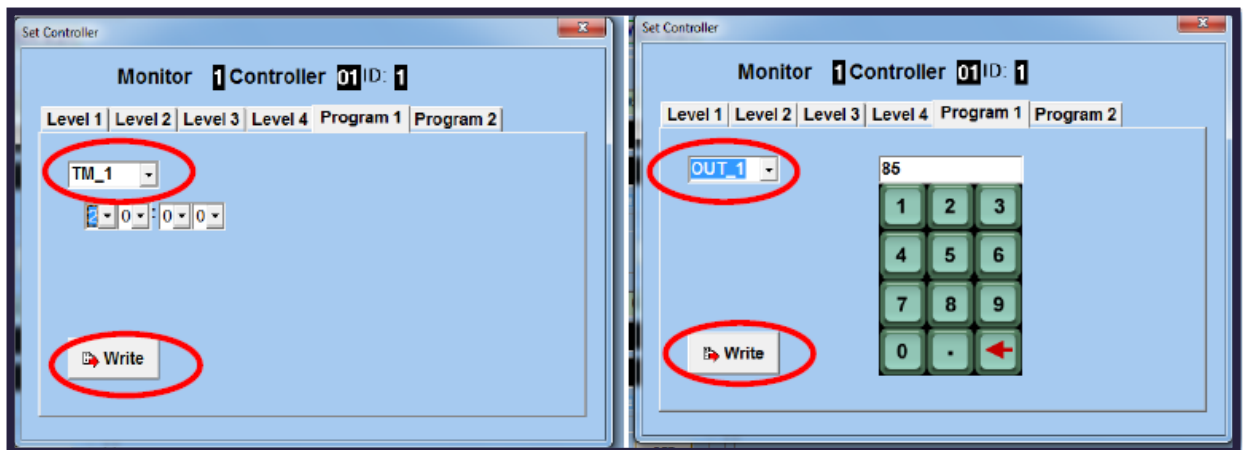 Set Controller
Monitor 1 Controller 01 ID: 1
Level 1 Level 2 Level 3 Level 4 Program 1 Program 2
TM_1
2 0 : 0 0
Write
Set Controller
Monitor 1 Controller 01 ID: 1
Level 1 Level 2 Level 3 Level 4 Program 1 Program 2
OUT_1
85
1 2 3
4 5 6
7 8 9
0 .
Write